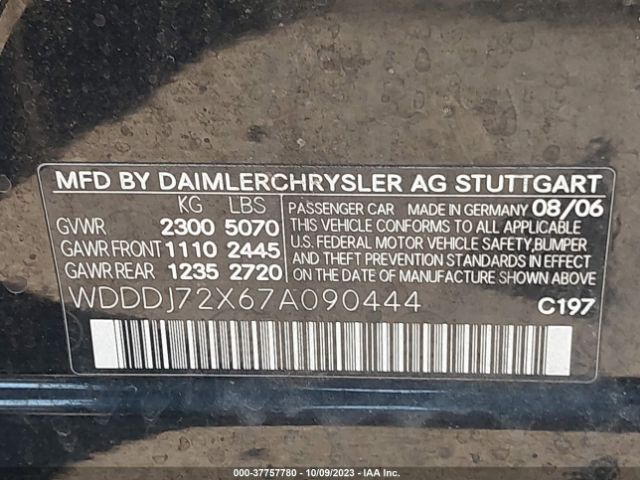 MFD BY DAIMLERCHRYSLER AG STUTTGART
KG LBS
GVWR 2300 5070
GAWR FRONT 1110 2445
GAWR REAR 1235 2720
PASSENGER CAR MADE IN GERMANY 08/06
THIS VEHICLE CONFORMS TO ALL APPLICABLE
U.S. FEDERAL MOTOR VEHICLE SAFETY,BUMPER
AND THEFT PREVENTION STANDARDS IN EFFECT
ON THE DATE OF MANUFACTURE SHOWN ABOVE.
WDDDJ72X67A090444
C197
000-37757780 - 10/09/2023 - IAA Inc.